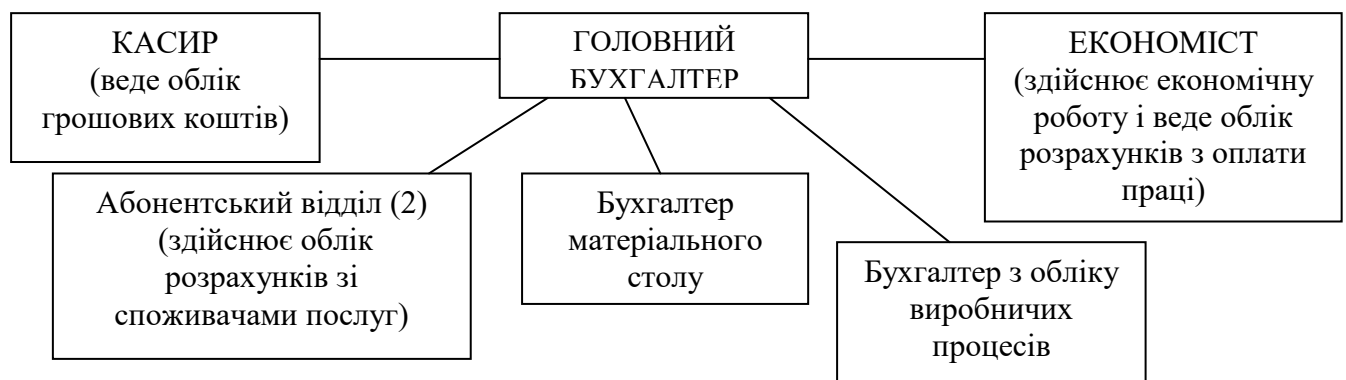 КАСИР
(веде облік
грошових коштів)
ГОЛОВНИЙ
БУХГАЛТЕР
ЕКОНОМІСТ
(здійснює економічну
роботу і веде облік
розрахунків з оплати
праці)
Абонентський відділ (2)
(здійснює облік
розрахунків зі
споживачами послуг)
Бухгалтер
матеріального
столу
Бухгалтер з обліку
виробничих
процесів